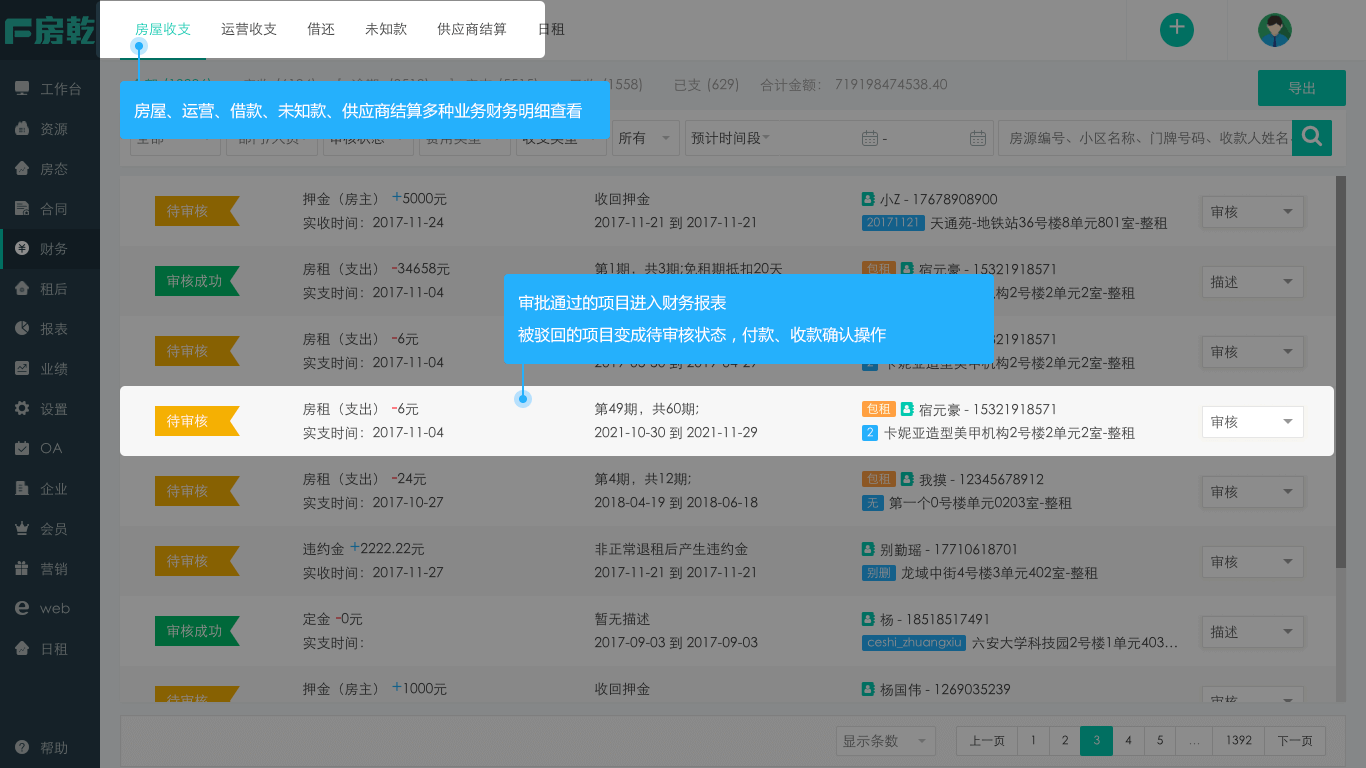 房乾
房屋收支 运营收支 借还 未知款 供应商结算 日租
工作台
资源
房态
合同
财务
租后
报表
业绩
设置
OA
企业
会员
营销
web
日租
帮助
(1558) 已支 (629) 合计金额： 719198474538.40
导出
房屋、运营、借款、未知款、供应商结算多种业务财务明细查看
所有 预计时间段 - 房源编号、小区名称、门牌号码、收款人姓名
待审核 押金（房主） +5000元 收回押金 小Z - 17678908900 审核
实收时间：2017-11-24 2017-11-21 到 2017-11-21 20171121 天通苑-地铁站36号楼8单元801室-整租
审核成功 房租（支出） -34658元 第1期，共3期;免租期抵扣20天 包租 宿元豪 - 15321918571 描述
实支时间：2017-11-04 机构2号楼2单元2室-整租
审批通过的项目进入财务报表
被驳回的项目变成待审核状态，付款、收款确认操作
待审核 房租（支出） -6元 15321918571 审核
实支时间：2017-11-04 2 卡妮亚造型美甲机构2号楼2单元2室-整租
待审核 房租（支出） -6元 第49期，共60期; 包租 宿元豪 - 15321918571 审核
实支时间：2017-11-04 2021-10-30 到 2021-11-29 2 卡妮亚造型美甲机构2号楼2单元2室-整租
待审核 房租（支出） -24元 第4期，共12期; 包租 我摸 - 12345678912 审核
实支时间：2017-10-27 2018-04-19 到 2018-06-18 无 第一个0号楼单元0203室-整租
待审核 违约金 +2222.22元 非正常退租后产生违约金 别勤瑶 - 17710618701 审核
实收时间：2017-11-27 2017-11-21 到 2017-11-21 别删 龙域中街4号楼3单元402室-整租
审核成功 定金 -0元 暂无描述 杨 - 18518517491 描述
实支时间： 2017-09-03 到 2017-09-03 ceshi_zhuangxiu 六安大学科技园2号楼1单元403...
待审核 押金（房主） +1000元 收回押金 杨国伟 - 1269035239 审核
显示条数 上一页 1 2 3 4 5 ... 1392 下一页